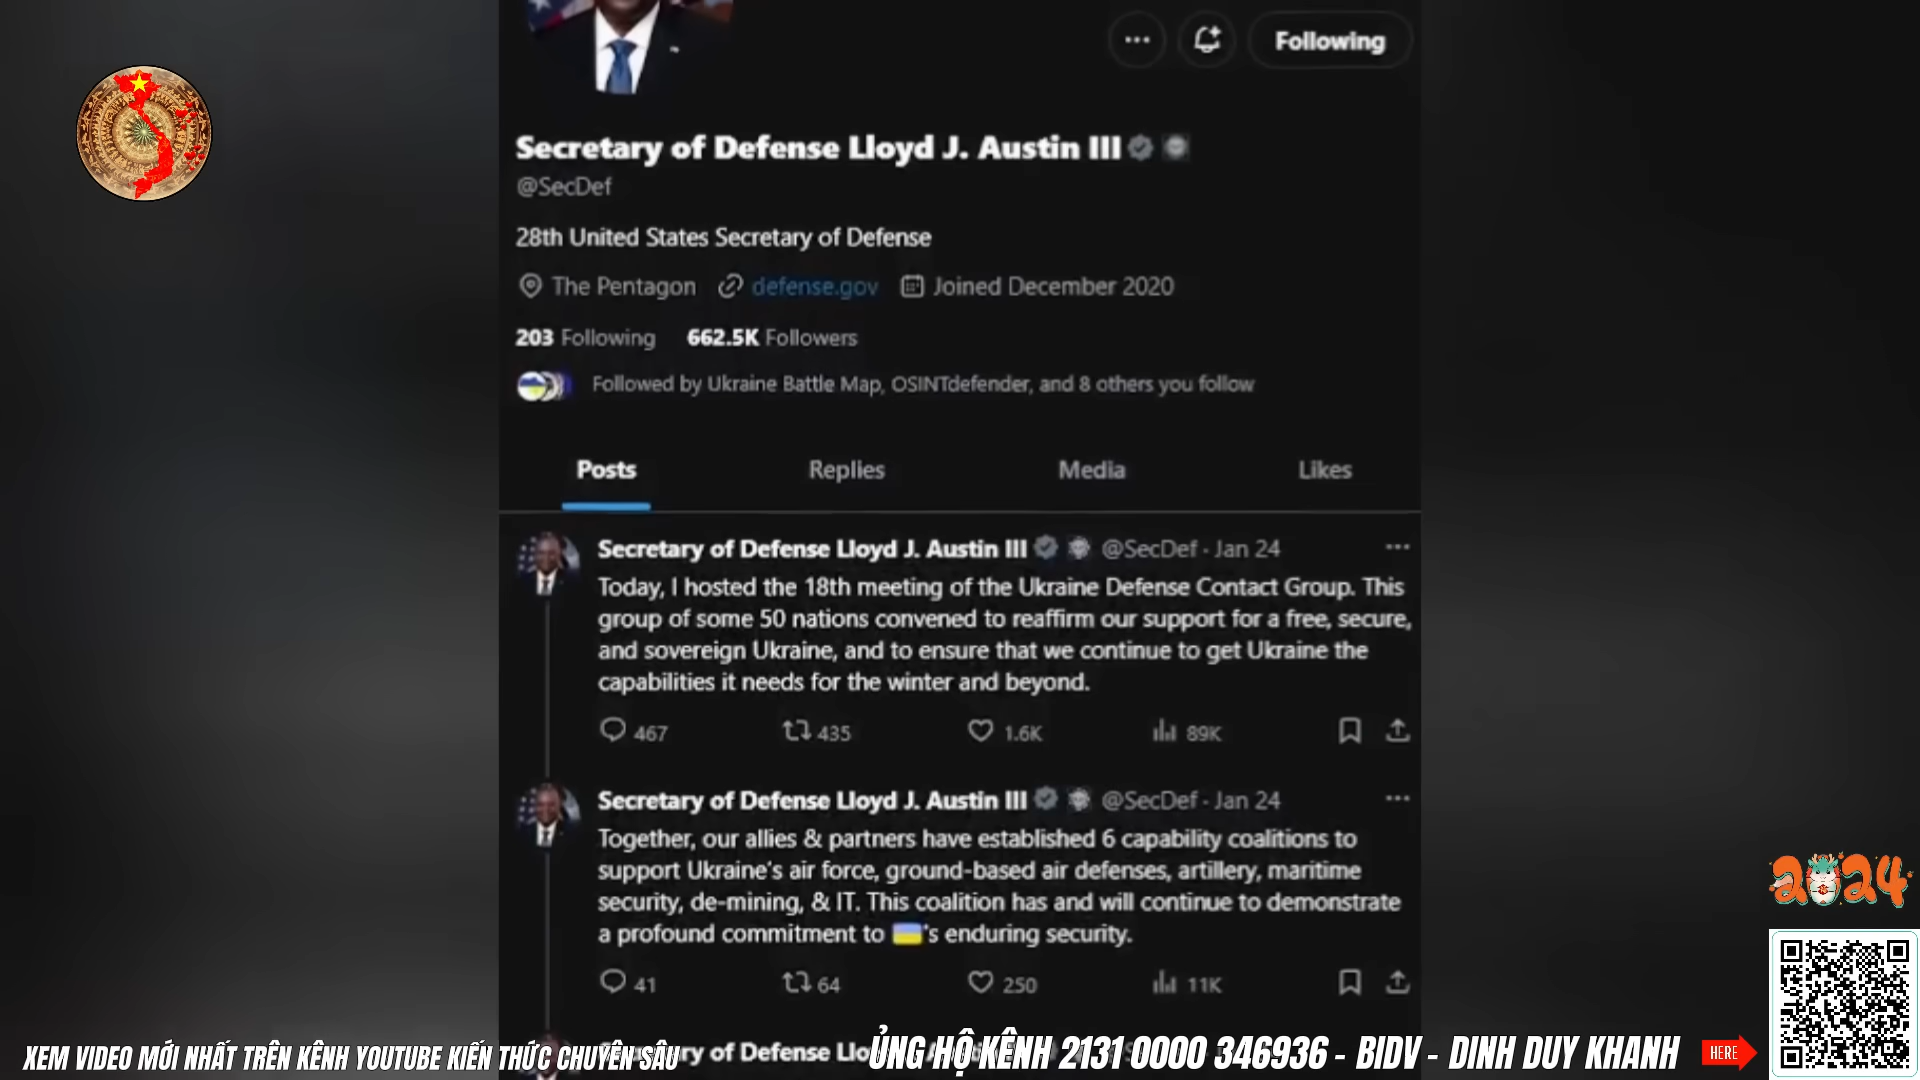 Following
Secretary of Defense Lloyd J. Austin III
@SecDef
28th United States Secretary of Defense
The Pentagon defense.gov Joined December 2020
203 Following 662.5K Followers
Followed by Ukraine Battle Map, OSINTdefender, and 8 others you follow
Posts Replies Media Likes
Secretary of Defense Lloyd J. Austin III @SecDef · Jan 24
Today, I hosted the 18th meeting of the Ukraine Defense Contact Group. This
group of some 50 nations convened to reaffirm our support for a free, secure,
and sovereign Ukraine, and to ensure that we continue to get Ukraine the
capabilities it needs for the winter and beyond.
467 435 1.6K 89K
Secretary of Defense Lloyd J. Austin III @SecDef · Jan 24
Together, our allies & partners have established 6 capability coalitions to
support Ukraine's air force, ground-based air defenses, artillery, maritime
security, de-mining, & IT. This coalition has and will continue to demonstrate
a profound commitment to 🇺🇦's enduring security.
41 64 250 11K
2024
of Defense
XEM VIDEO MỚI NHẤT TRÊN KÊNH YOUTUBE KIẾN THỨC CHUYÊN SÂU
ỦNG HỘ KÊNH 2131 0000 346936 - BIDV - DINH DUY KHANH
HERE